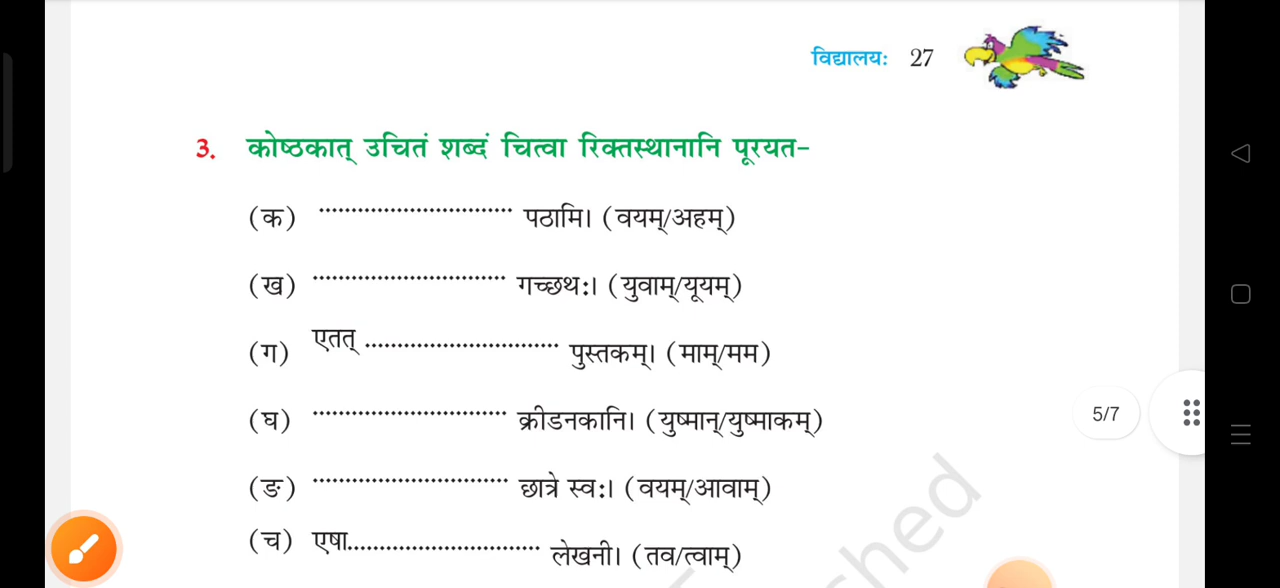 विद्यालयः 27
3. कोष्ठकात् उचितं शब्दं चित्वा रिक्तस्थानानि पूरयत-
(क) .............................. पठामि। (वयम्/अहम्)
(ख) .............................. गच्छथः। (युवाम्/यूयम्)
(ग) एतत् .............................. पुस्तकम्। (माम्/मम)
(घ) .............................. क्रीडनकानि। (युष्मान्/युष्माकम्)
(ङ) .............................. छात्रे स्वः। (वयम्/आवाम्)
(च) एषा.............................. लेखनी। (तव/त्वाम्)
5/7